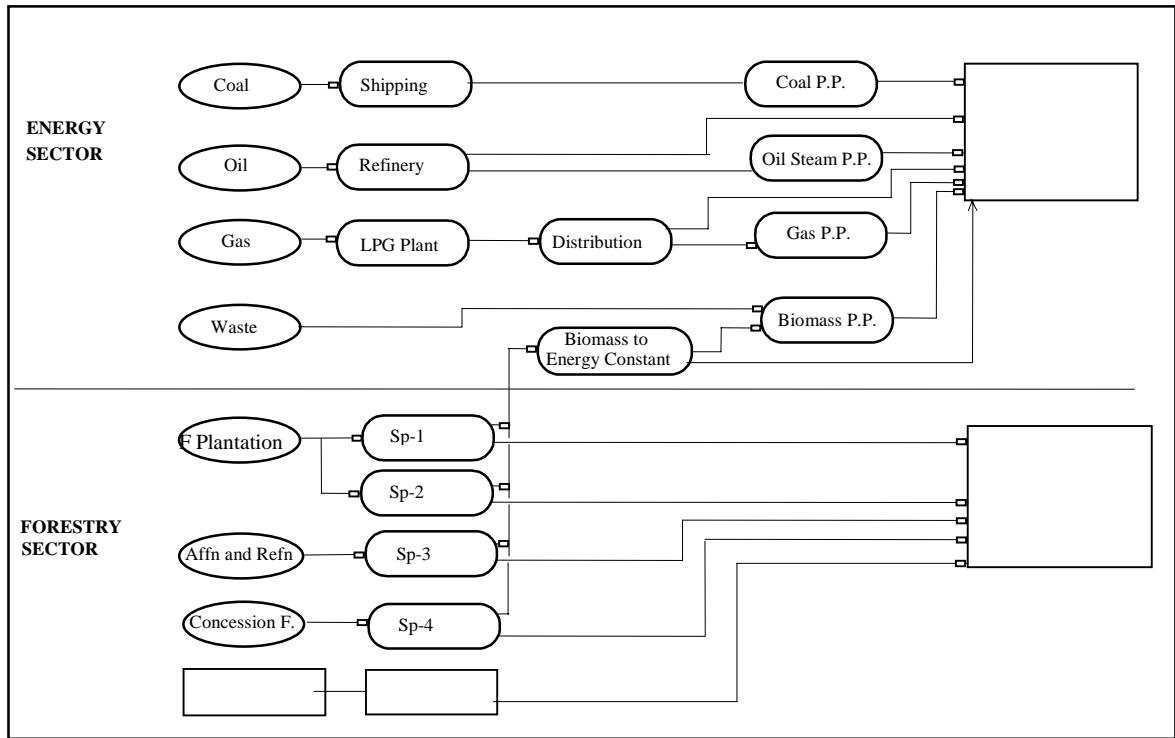 Coal
Shipping
Coal P.P.
ENERGY
SECTOR
Oil
Refinery
Oil Steam P.P.
Gas
LPG Plant
Distribution
Gas P.P.
Waste
Biomass P.P.
Biomass to
Energy Constant
F Plantation
Sp-1
Sp-2
FORESTRY
SECTOR
Affn and Refn
Sp-3
Concession F.
Sp-4